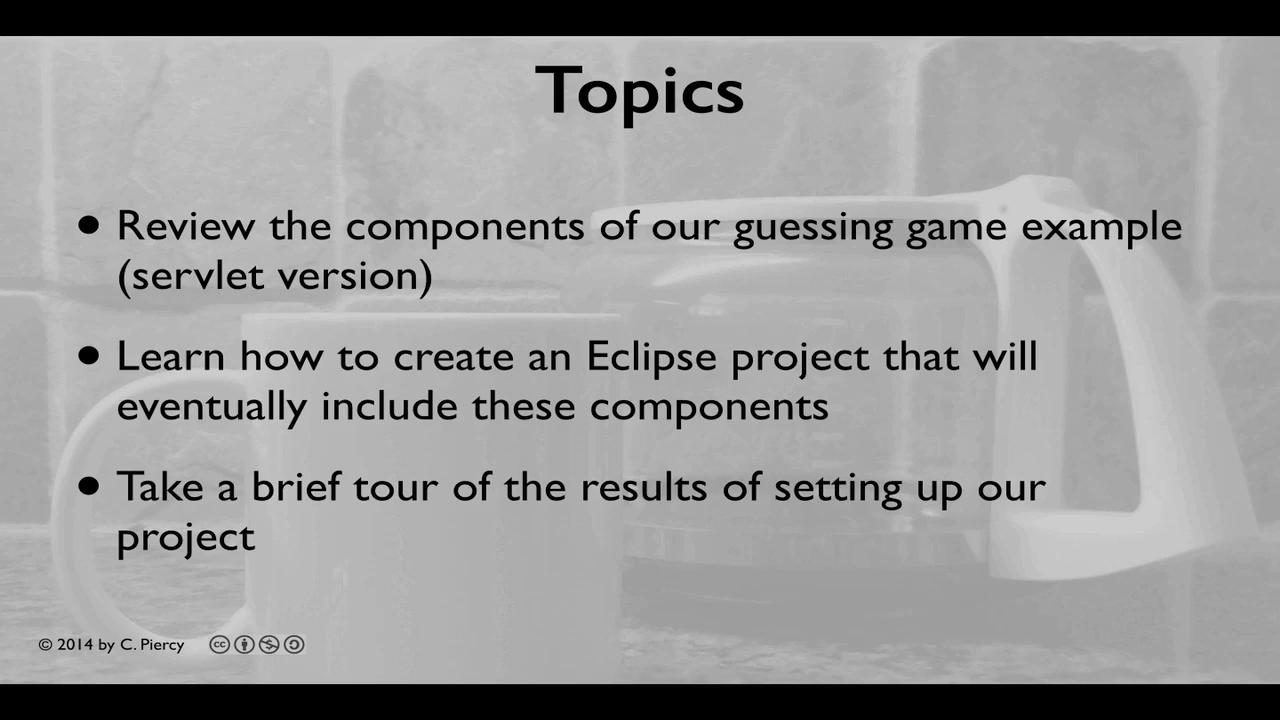 Topics
• Review the components of our guessing game example
(servlet version)
• Learn how to create an Eclipse project that will
eventually include these components
• Take a brief tour of the results of setting up our
project
© 2014 by C. Piercy
cc